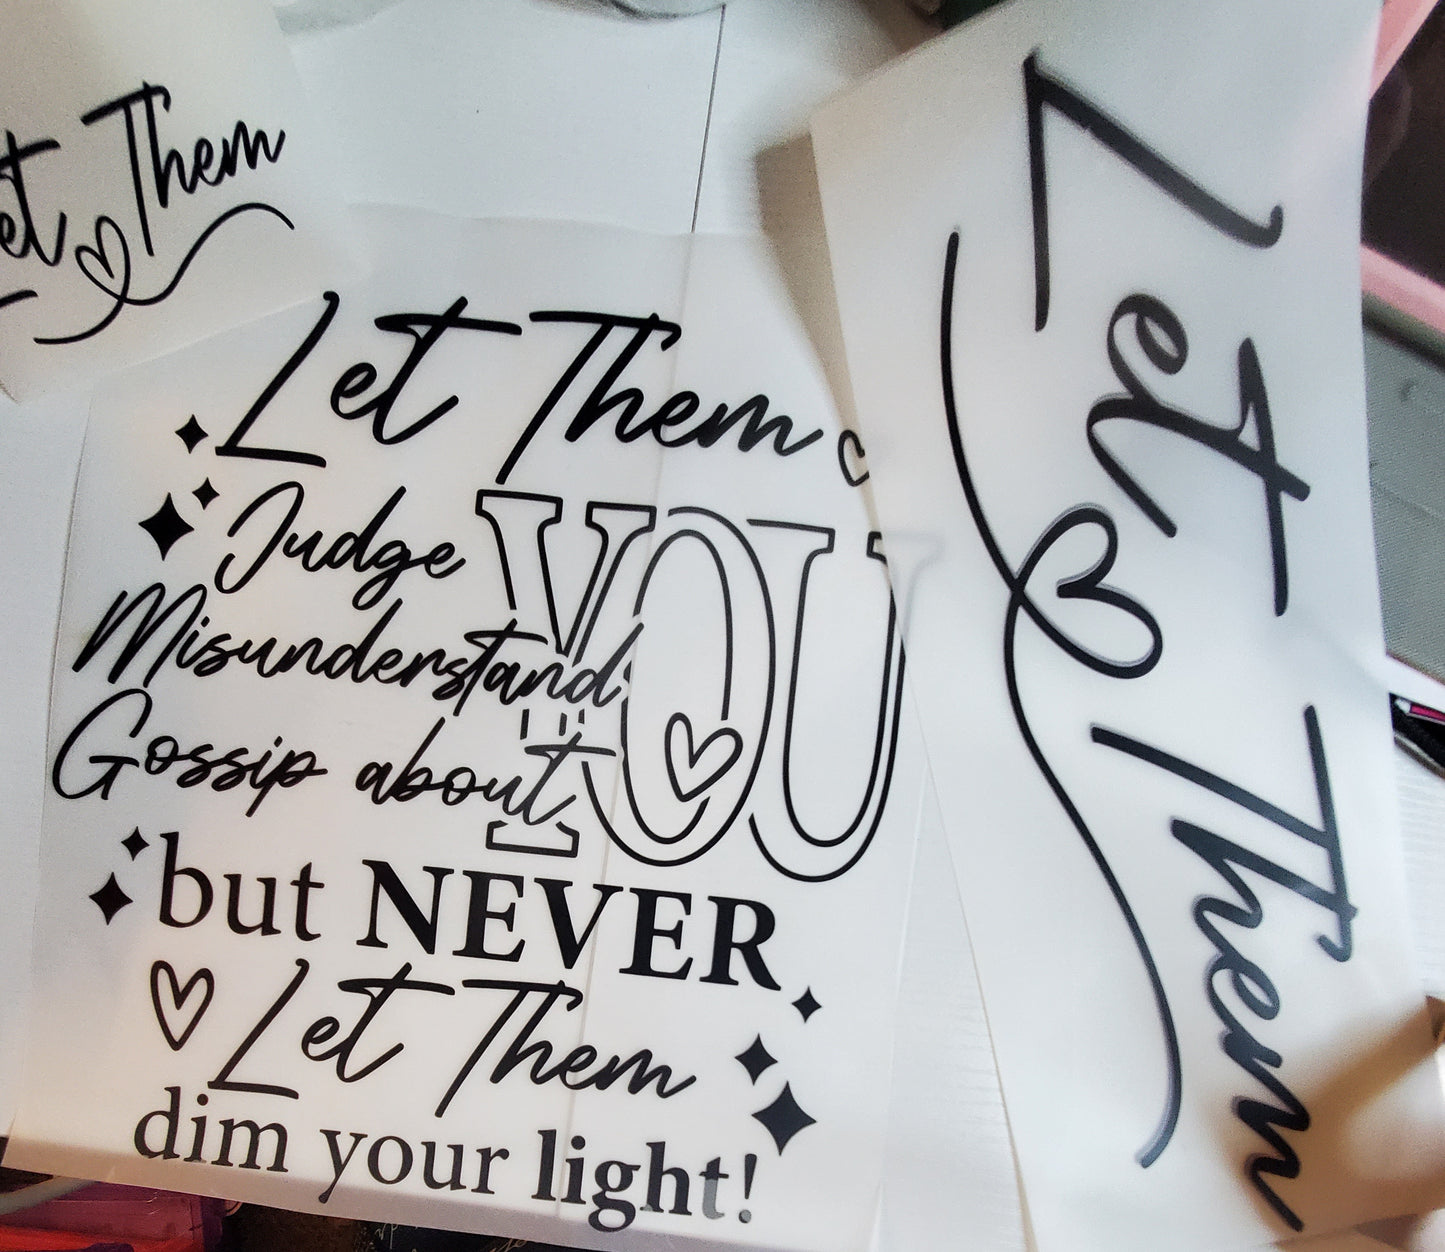 et Them
Let Them
Judge
Misunderstand
Gossip about
YOU
but NEVER
Let Them
dim your light!
Let Them